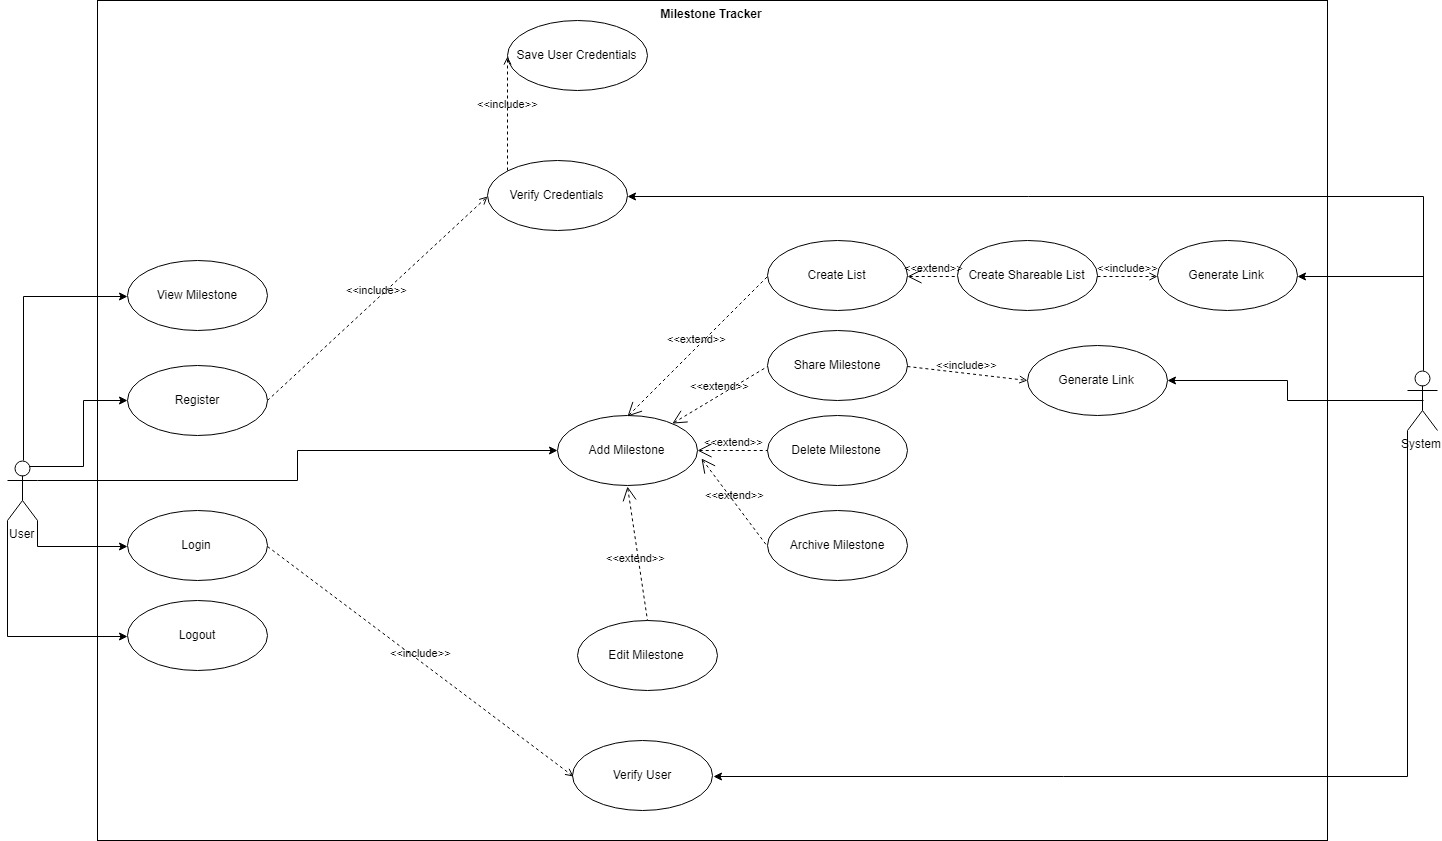 Milestone Tracker
Save User Credentials
<<include>>
Verify Credentials
View Milestone
<<include>>
Create List
<<extend>>
Create Shareable List
<<include>>
Generate Link
<<extend>>
Share Milestone
<<include>>
Generate Link
Register
<<extend>>
Add Milestone
<<extend>>
Delete Milestone
System
<<extend>>
User
Login
Archive Milestone
<<extend>>
Logout
<<include>>
Edit Milestone
Verify User